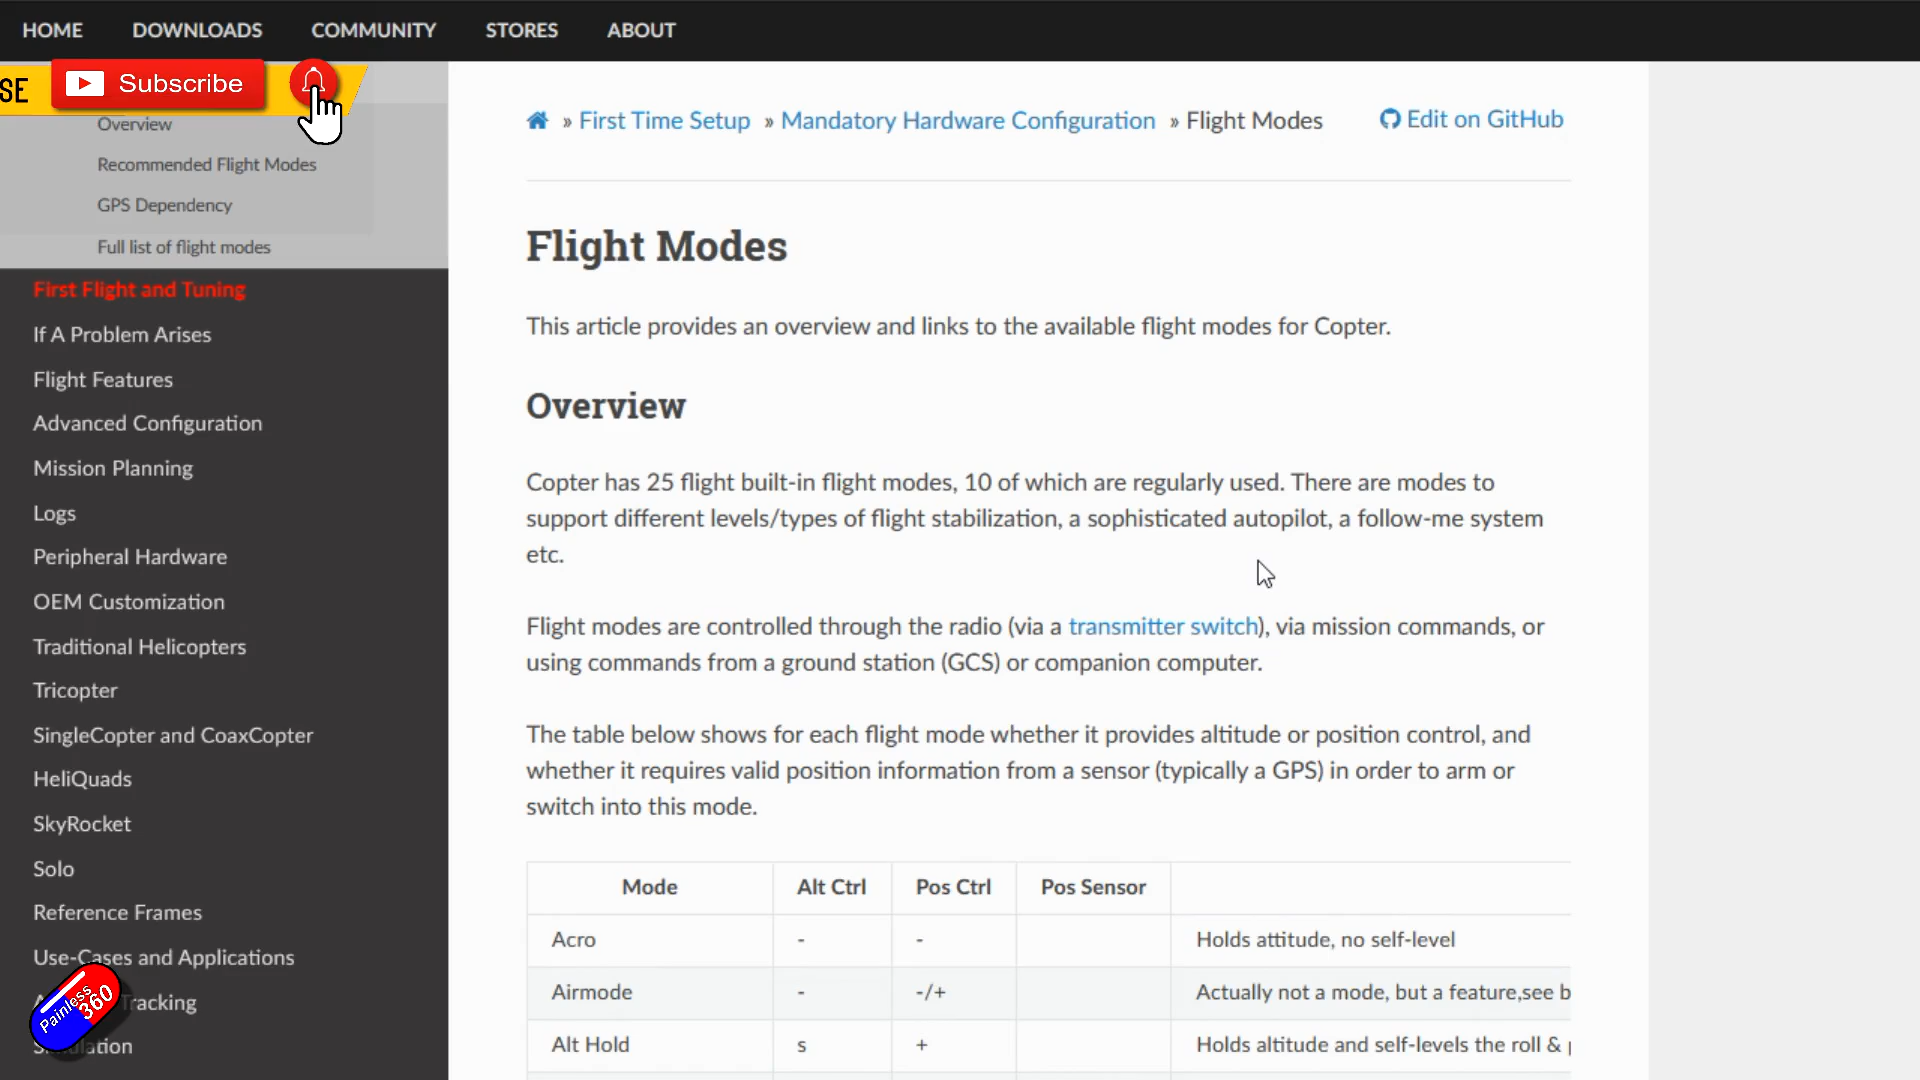 HOME DOWNLOADS COMMUNITY STORES ABOUT
SE Subscribe
Overview
Recommended Flight Modes
GPS Dependency
Full list of flight modes
First Flight and Tuning
If A Problem Arises
Flight Features
Advanced Configuration
Mission Planning
Logs
Peripheral Hardware
OEM Customization
Traditional Helicopters
Tricopter
SingleCopter and CoaxCopter
HeliQuads
SkyRocket
Solo
Reference Frames
Use-Cases and Applications
Tracking
Painless
360
» First Time Setup » Mandatory Hardware Configuration » Flight Modes Edit on GitHub
Flight Modes
This article provides an overview and links to the available flight modes for Copter.
Overview
Copter has 25 flight built-in flight modes, 10 of which are regularly used. There are modes to
support different levels/types of flight stabilization, a sophisticated autopilot, a follow-me system
etc.
Flight modes are controlled through the radio (via a transmitter switch), via mission commands, or
using commands from a ground station (GCS) or companion computer.
The table below shows for each flight mode whether it provides altitude or position control, and
whether it requires valid position information from a sensor (typically a GPS) in order to arm or
switch into this mode.
Mode Alt Ctrl Pos Ctrl Pos Sensor
Acro - - Holds attitude, no self-level
Airmode - -/+ Actually not a mode, but a feature,see b
Alt Hold s + Holds altitude and self-levels the roll &